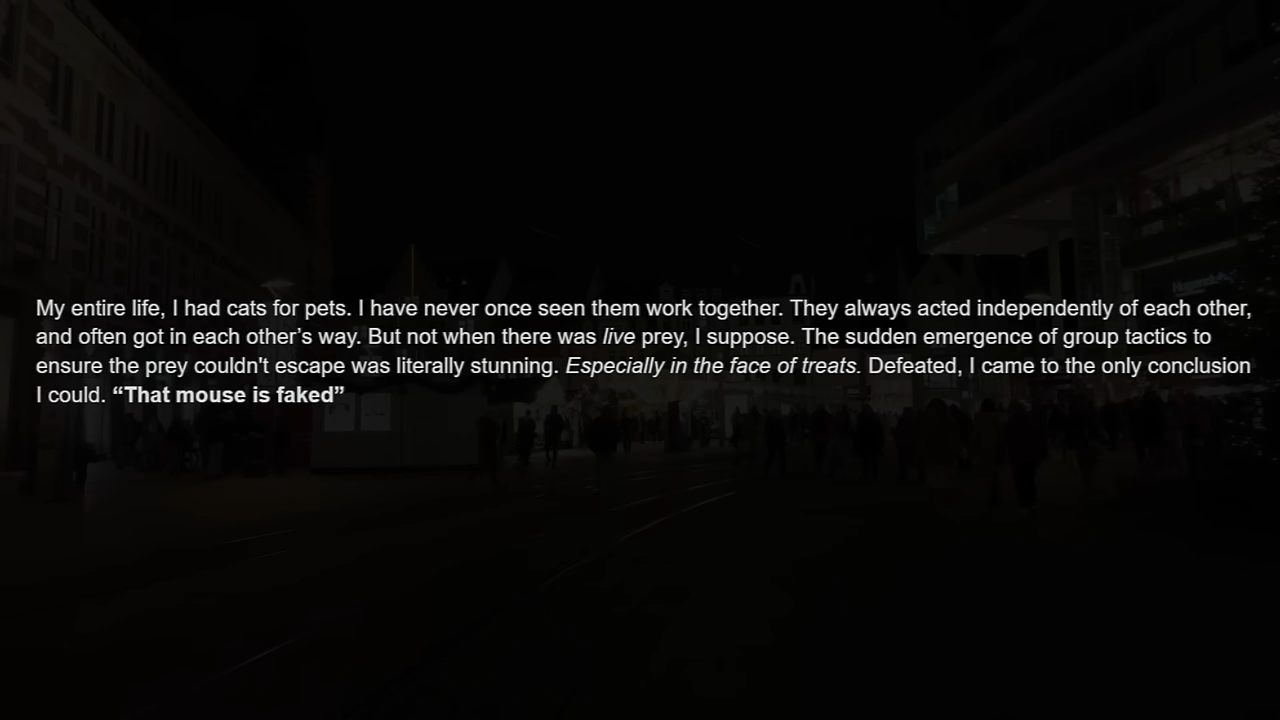 My entire life, I had cats for pets. I have never once seen them work together. They always acted independently of each other,
and often got in each other’s way. But not when there was live prey, I suppose. The sudden emergence of group tactics to
ensure the prey couldn't escape was literally stunning. Especially in the face of treats. Defeated, I came to the only conclusion
I could. “That mouse is faked”